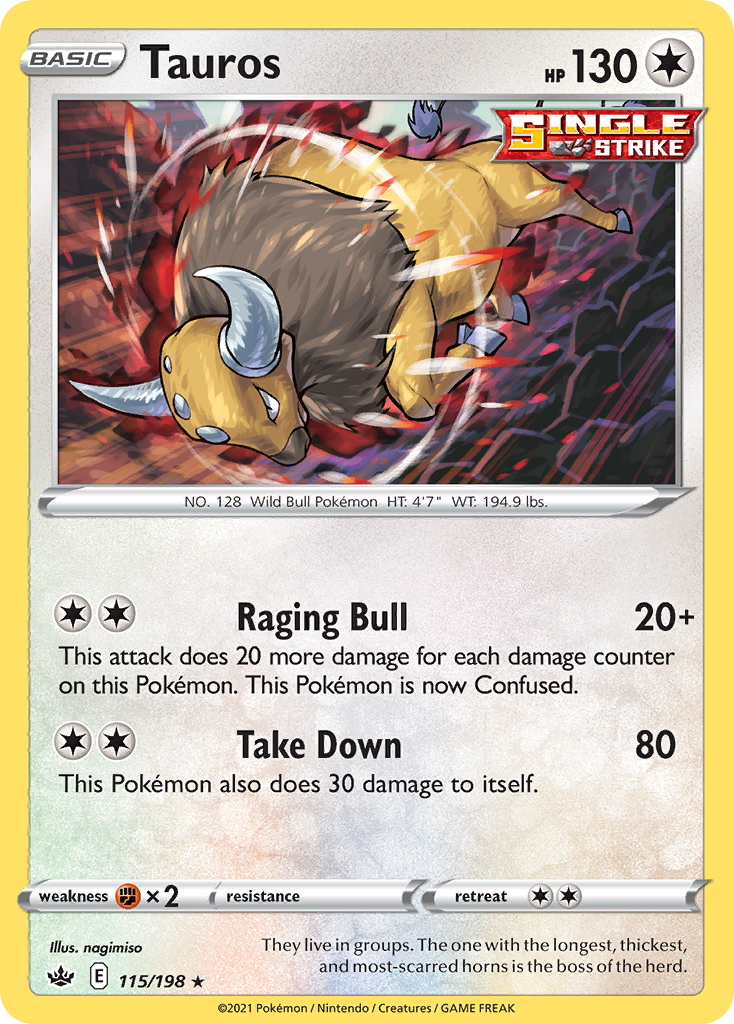 BASIC Tauros HP 130
SINGLE
STRIKE
NO. 128 Wild Bull Pokémon HT: 4'7" WT: 194.9 lbs.
Raging Bull 20+
This attack does 20 more damage for each damage counter
on this Pokémon. This Pokémon is now Confused.
Take Down 80
This Pokémon also does 30 damage to itself.
weakness ×2 resistance retreat
Illus. nagimiso
They live in groups. The one with the longest, thickest,
and most-scarred horns is the boss of the herd.
E 115/198 ★
©2021 Pokémon / Nintendo / Creatures / GAME FREAK